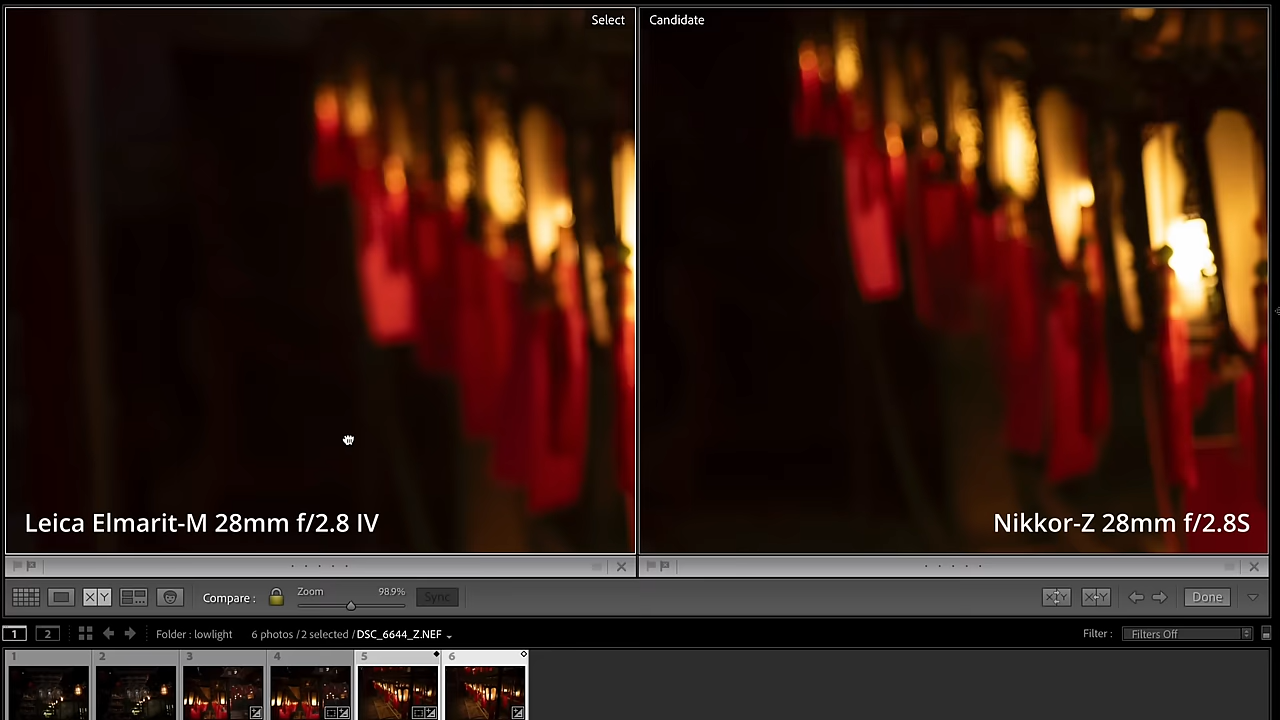 Select
Candidate
Leica Elmarit-M 28mm f/2.8 IV
Nikkor-Z 28mm f/2.8S
X Y
Compare :
Zoom
98.9%
Sync
X Y
X Y
Done
1
2
Folder : lowlight
6 photos / 2 selected / DSC_6644_Z.NEF
Filter :
Filters Off
1
2
3
4
5
6